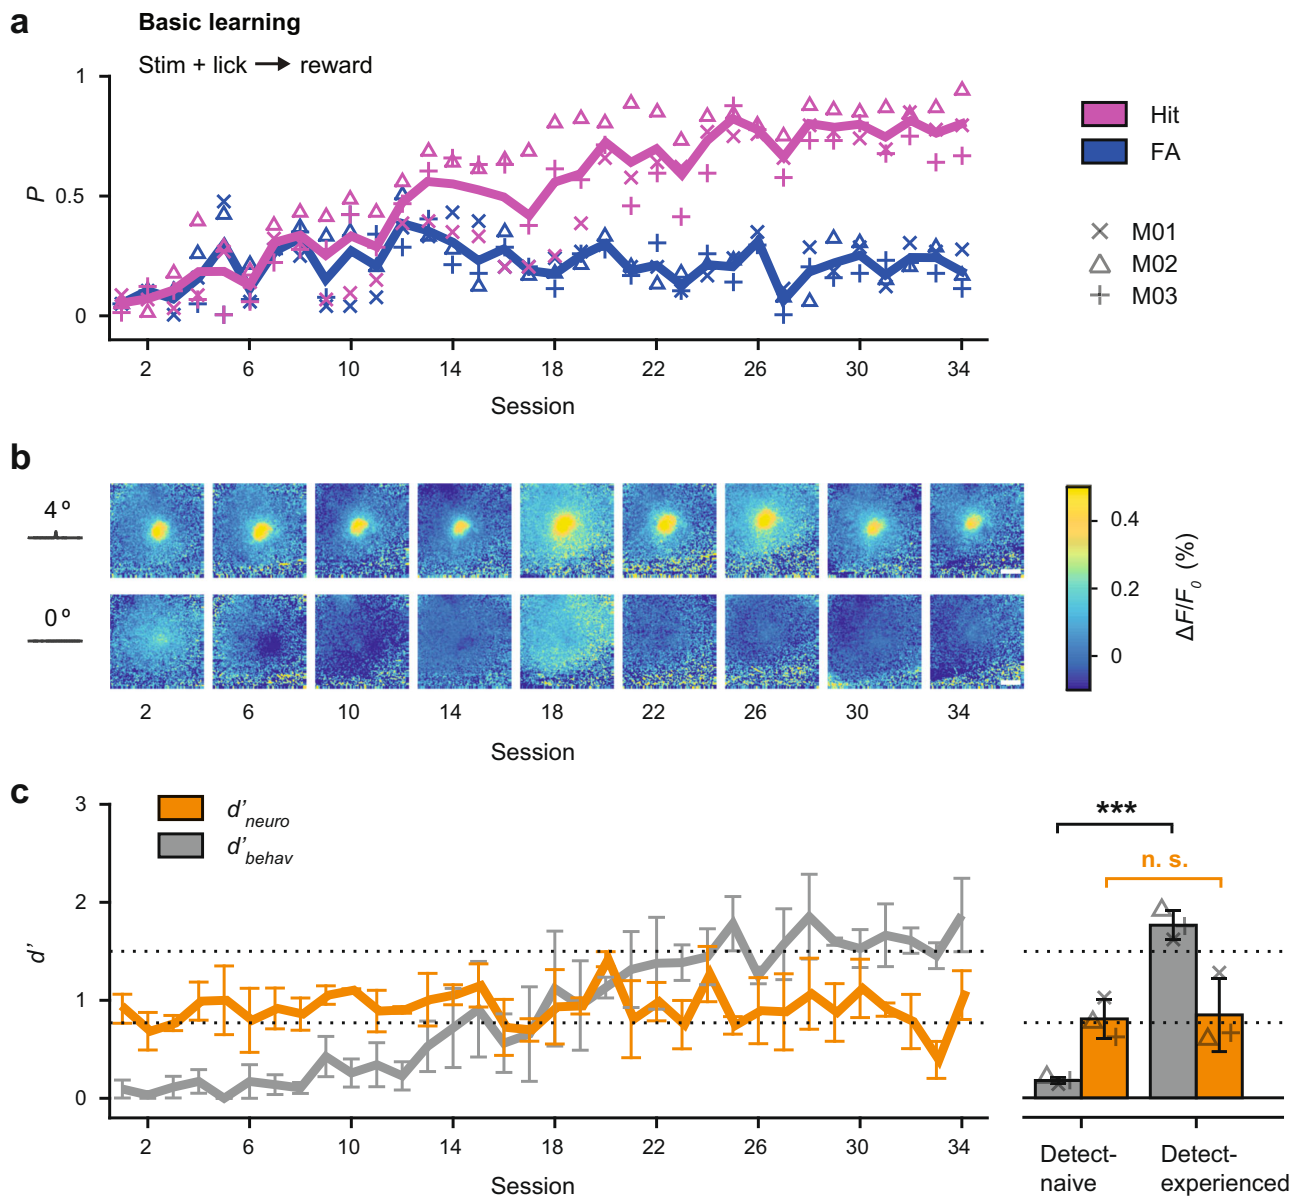 a
Basic learning
Stim + lick → reward
1
0.5
0
P
2 6 10 14 18 22 26 30 34
Session
Hit
FA
M01
M02
M03
b
4°
0°
2 6 10 14 18 22 26 30 34
Session
0.4
0.2
0
ΔF/F0 (%)
c
d'neuro
d'behav
3
2
1
0
d'
2 6 10 14 18 22 26 30 34
Session
***
n. s.
Detect-
naive
Detect-
experienced